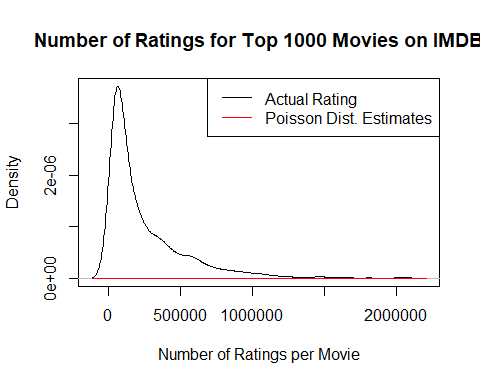 Number of Ratings for Top 1000 Movies on IMDB
Actual Rating
Poisson Dist. Estimates
Density
2e-06
0e+00
0 500000 1000000 2000000
Number of Ratings per Movie